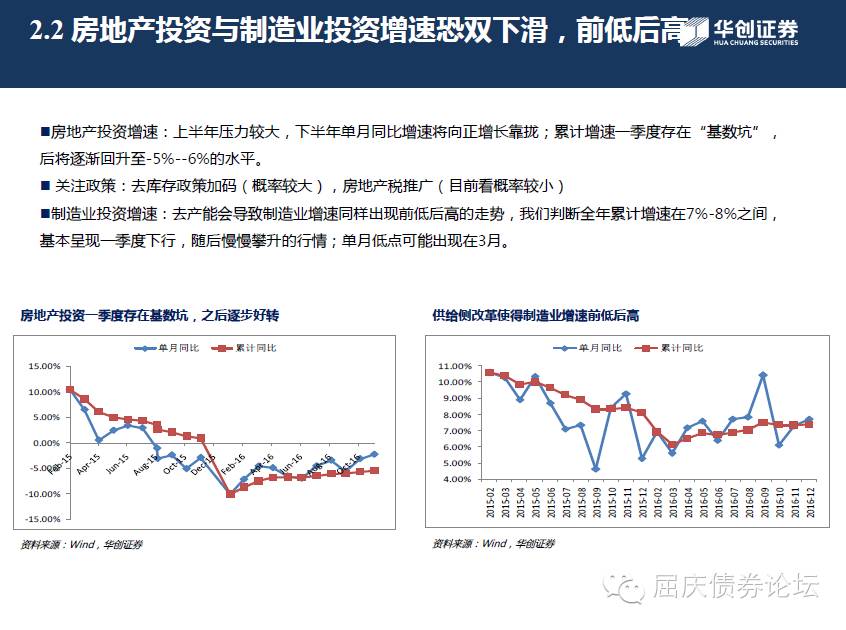 2.2 房地产投资与制造业投资增速恐双下滑，前低后高
华创证券
HUA CHUANG SECURITIES
■房地产投资增速：上半年压力较大，下半年单月同比增速将向正增长靠拢；累计增速一季度存在“基数坑”，
后将逐渐回升至-5%--6%的水平。
■ 关注政策：去库存政策加码（概率较大），房地产税推广（目前看概率较小）
■制造业投资增速：去产能会导致制造业增速同样出现前低后高的走势，我们判断全年累计增速在7%-8%之间，
基本呈现一季度下行，随后慢慢攀升的行情；单月低点可能出现在3月。
房地产投资一季度存在基数坑，之后逐步好转
单月同比 累计同比
15.00%
10.00%
5.00%
0.00%
-5.00%
-10.00%
-15.00%
Feb-15 Apr-15 Jun-15 Aug-15 Oct-15 Dec-15 Feb-16 Apr-16 Jun-16 Aug-16 Oct-16
资料来源：Wind，华创证券
供给侧改革使得制造业增速前低后高
单月同比 累计同比
11.00%
10.00%
9.00%
8.00%
7.00%
6.00%
5.00%
4.00%
2015-02 2015-03 2015-04 2015-05 2015-06 2015-07 2015-08 2015-09 2015-10 2015-11 2015-12 2016-02 2016-03 2016-04 2016-05 2016-06 2016-07 2016-08 2016-09 2016-10 2016-11 2016-12
资料来源：Wind，华创证券
屈庆债券论坛